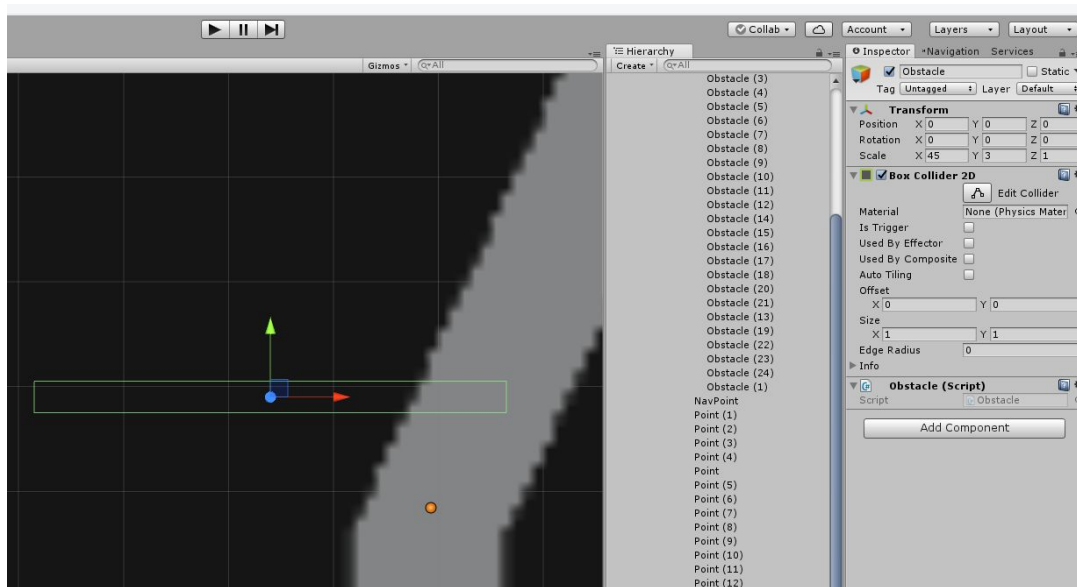 Collab Account Layers Layout
Gizmos All
Hierarchy
Create All
Obstacle (3)
Obstacle (4)
Obstacle (5)
Obstacle (6)
Obstacle (7)
Obstacle (8)
Obstacle (9)
Obstacle (10)
Obstacle (11)
Obstacle (12)
Obstacle (14)
Obstacle (15)
Obstacle (16)
Obstacle (17)
Obstacle (18)
Obstacle (20)
Obstacle (21)
Obstacle (13)
Obstacle (19)
Obstacle (22)
Obstacle (23)
Obstacle (24)
Obstacle (1)
NavPoint
Point (1)
Point (2)
Point (3)
Point (4)
Point
Point (5)
Point (6)
Point (7)
Point (8)
Point (9)
Point (10)
Point (11)
Point (12)
Inspector Navigation Services
Obstacle Static
Tag Untagged Layer Default
Transform
Position X 0 Y 0 Z 0
Rotation X 0 Y 0 Z 0
Scale X 45 Y 3 Z 1
Box Collider 2D
Edit Collider
Material None (Physics Mater
Is Trigger
Used By Effector
Used By Composite
Auto Tiling
Offset
X 0 Y 0
Size
X 1 Y 1
Edge Radius 0
Info
Obstacle (Script)
Script Obstacle
Add Component